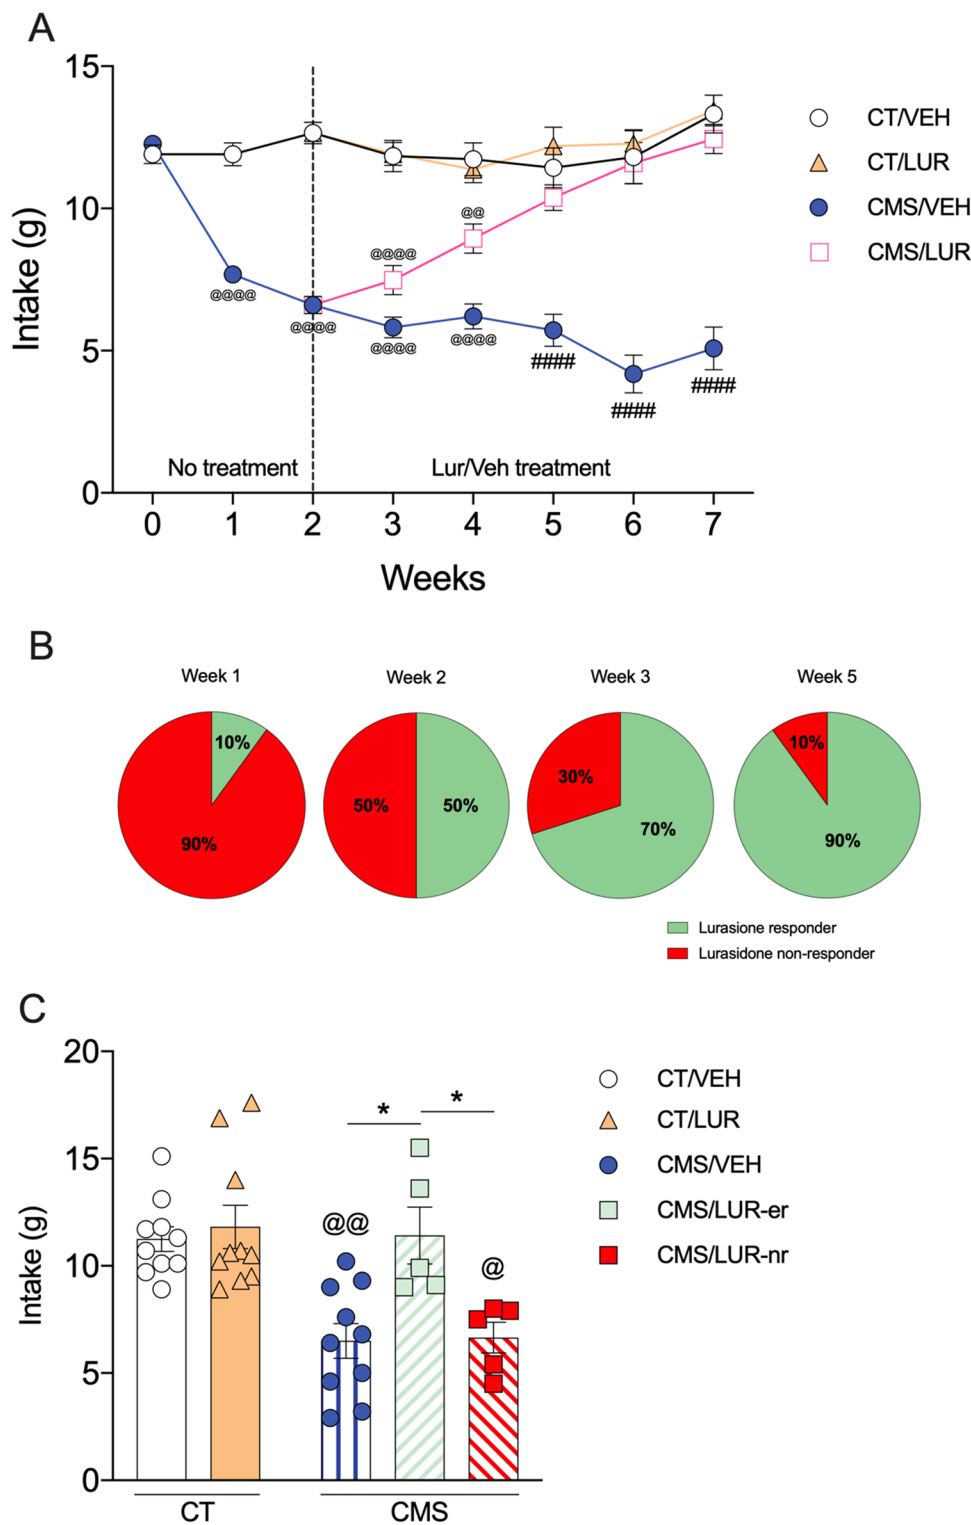 A
15
10
5
0
Intake (g)
CT/VEH
CT/LUR
CMS/VEH
CMS/LUR
@@
@@@@
@@@@
@@@@
@@@@
@@@@
####
####
####
No treatment
Lur/Veh treatment
0 1 2 3 4 5 6 7
Weeks
B
Week 1
Week 2
Week 3
Week 5
10%
90%
50%
50%
30%
70%
10%
90%
Lurasione responder
Lurasidone non-responder
C
20
15
10
5
0
Intake (g)
*
*
@@
@
CT/VEH
CT/LUR
CMS/VEH
CMS/LUR-er
CMS/LUR-nr
CT
CMS